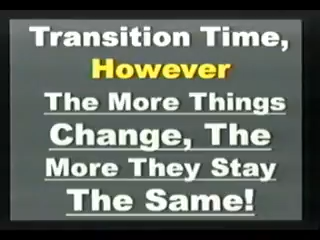 Transition Time,
However
The More Things
Change, The
More They Stay
The Same!